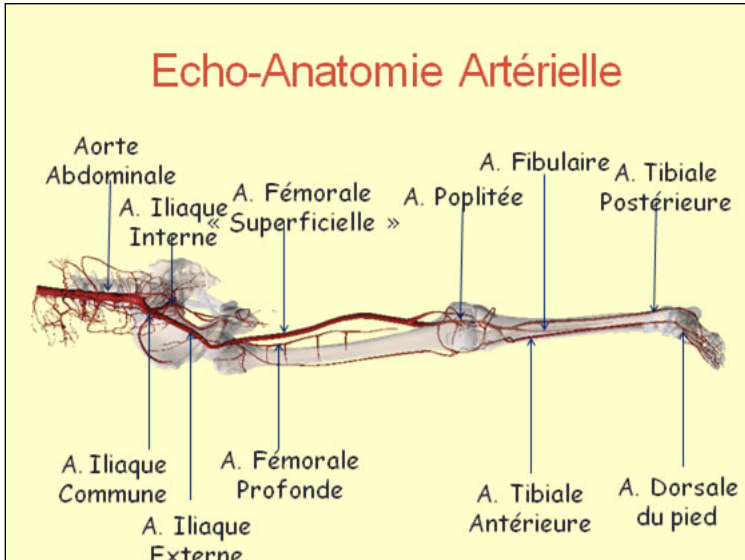 Echo-Anatomie Artérielle
Aorte
Abdominale
A. Iliaque
Interne
A. Fémorale
« Superficielle »
A. Poplitée
A. Fibulaire
A. Tibiale
Postérieure
A. Iliaque
Commune
A. Iliaque
Externe
A. Fémorale
Profonde
A. Tibiale
Antérieure
A. Dorsale
du pied